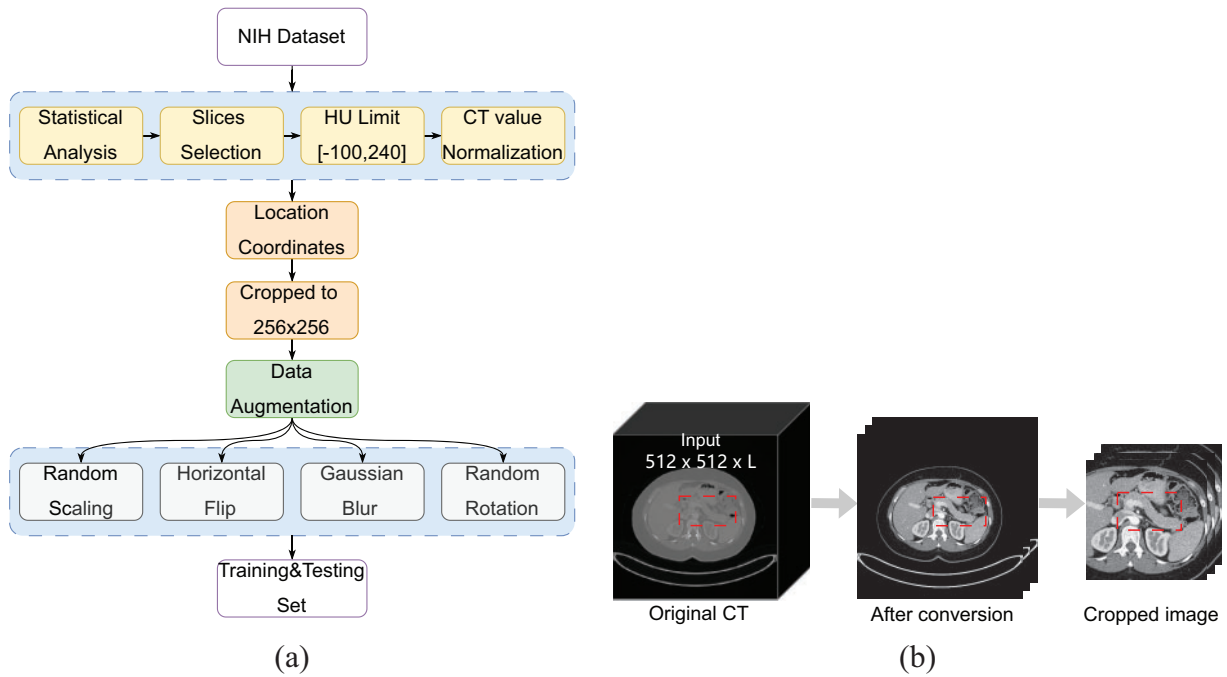 NIH Dataset
Statistical
Analysis
Slices
Selection
HU Limit
[-100,240]
CT value
Normalization
Location
Coordinates
Cropped to
256x256
Data
Augmentation
Random
Scaling
Horizontal
Flip
Gaussian
Blur
Random
Rotation
Training&Testing
Set
(a)
Input
512 x 512 x L
Original CT
After conversion
Cropped image
(b)